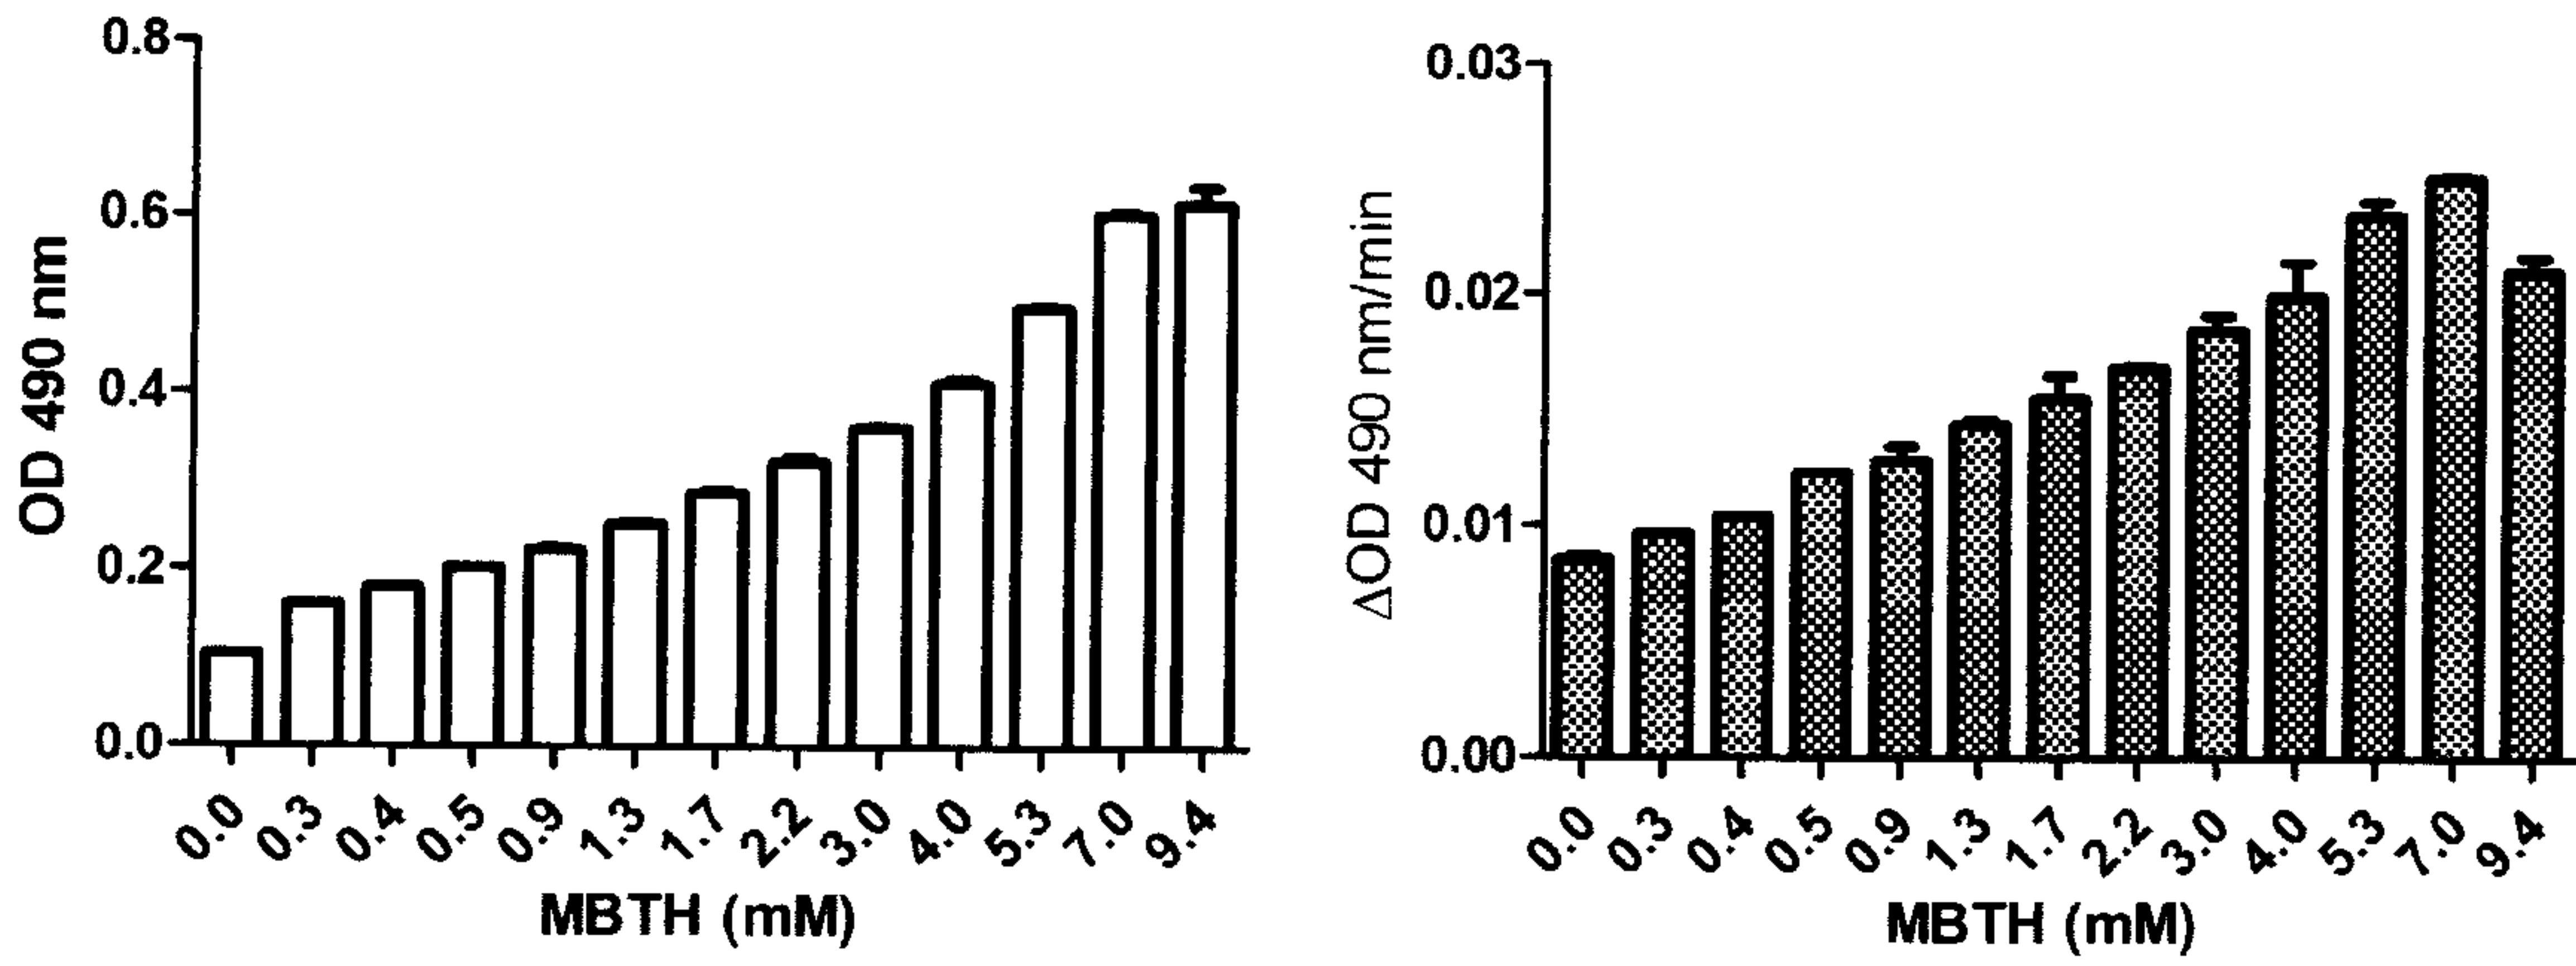 OD 490 nm
0.8
0.6
0.4
0.2
0.0
0.0 0.3 0.4 0.5 0.9 1.3 1.7 2.2 3.0 4.0 5.3 7.0 9.4
MBTH (mM)
ΔOD 490 nm/min
0.03
0.02
0.01
0.00
0.0 0.3 0.4 0.5 0.9 1.3 1.7 2.2 3.0 4.0 5.3 7.0 9.4
MBTH (mM)